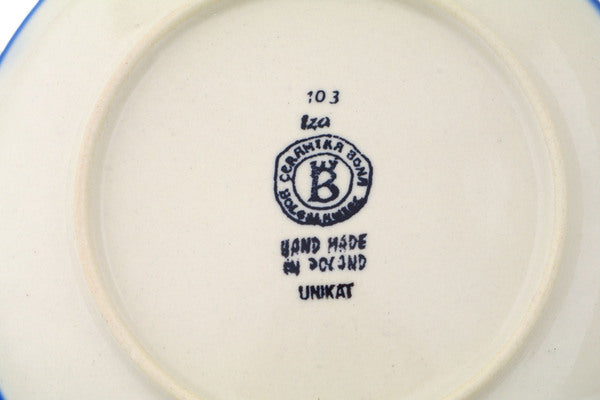 103
Iza
CERAMIKA BONA
BOLESŁAWIEC
B
HAND MADE
IN POLAND
UNIKAT